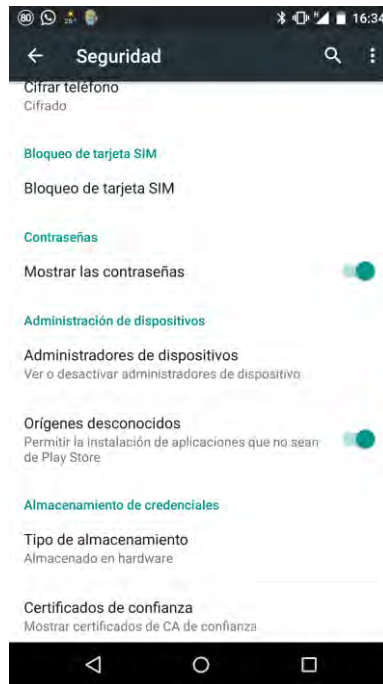 80 26° H 16:34
Seguridad
Cifrar teléfono
Cifrado
Bloqueo de tarjeta SIM
Bloqueo de tarjeta SIM
Contraseñas
Mostrar las contraseñas
Administración de dispositivos
Administradores de dispositivos
Ver o desactivar administradores de dispositivo
Orígenes desconocidos
Permitir la instalación de aplicaciones que no sean
de Play Store
Almacenamiento de credenciales
Tipo de almacenamiento
Almacenado en hardware
Certificados de confianza
Mostrar certificados de CA de confianza